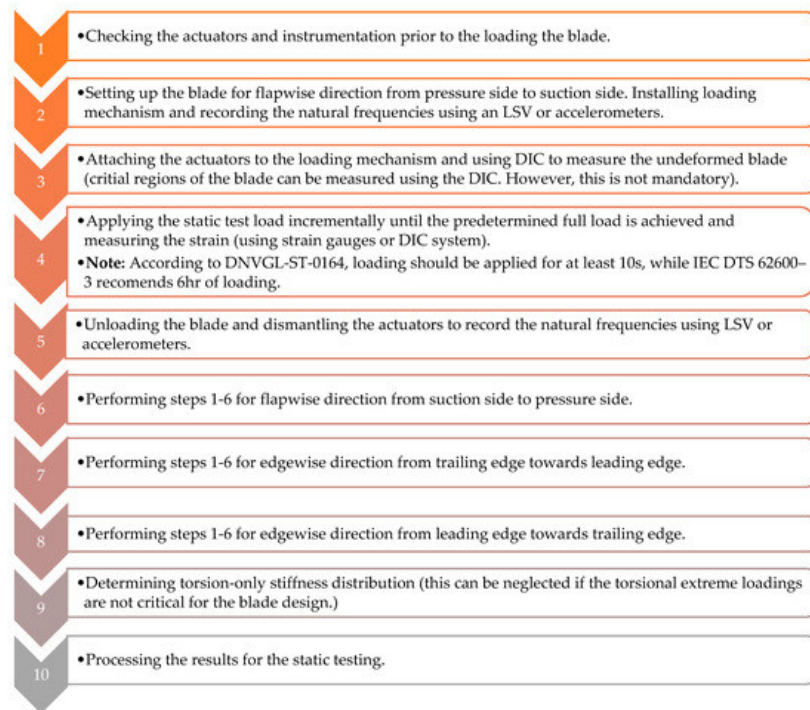 1
•Checking the actuators and instrumentation prior to the loading the blade.
2
•Setting up the blade for flapwise direction from pressure side to suction side. Installing loading
mechanism and recording the natural frequencies using an LSV or accelerometers.
3
•Attaching the actuators to the loading mechanism and using DIC to measure the undeformed blade
(critial regions of the blade can be measured using the DIC. However, this is not mandatory).
4
•Applying the static test load incrementally until the predetermined full load is achieved and
measuring the strain (using strain gauges or DIC system).
•Note: According to DNVGL-ST-0164, loading should be applied for at least 10s, while IEC DTS 62600–
3 recomends 6hr of loading.
5
•Unloading the blade and dismantling the actuators to record the natural frequencies using LSV or
accelerometers.
6
•Performing steps 1-6 for flapwise direction from suction side to pressure side.
7
•Performing steps 1-6 for edgewise direction from trailing edge towards leading edge.
8
•Performing steps 1-6 for edgewise direction from leading edge towards trailing edge.
9
•Determining torsion-only stiffness distribution (this can be neglected if the torsional extreme loadings
are not critical for the blade design.)
10
•Processing the results for the static testing.